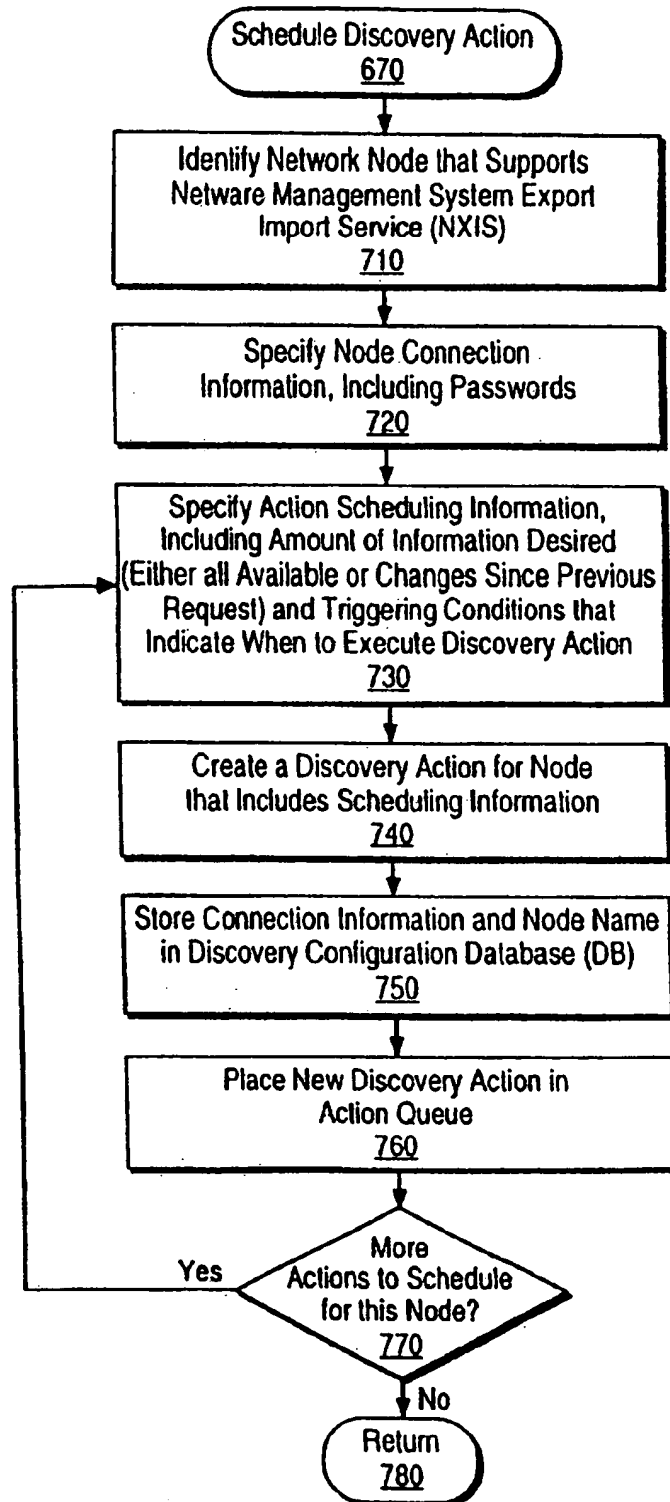 Schedule Discovery Action
670
Identify Network Node that Supports
Netware Management System Export
Import Service (NXIS)
710
Specify Node Connection
Information, Including Passwords
720
Specify Action Scheduling Information,
Including Amount of Information Desired
(Either all Available or Changes Since Previous
Request) and Triggering Conditions that
Indicate When to Execute Discovery Action
730
Create a Discovery Action for Node
that Includes Scheduling Information
740
Store Connection Information and Node Name
in Discovery Configuration Database (DB)
750
Place New Discovery Action in
Action Queue
760
More
Actions to Schedule
for this Node?
770
Yes
No
Return
780